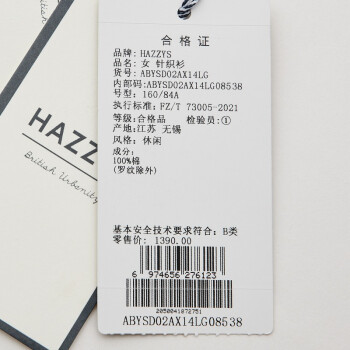 HAZZYS
British Urbanity
合格证
品牌: HAZZYS
品名: 女 针织衫
货号: ABYSD02AX14LG
内部码:ABYSD02AX14LG08538
号型: 160/84A
执行标准: FZ/T 73005-2021
等级:合格品 检验员:①
产地:江苏 无锡
风格: 休闲
成分:
100%棉
(罗纹除外)
基本安全技术要求符合: B类
零售价: 1390.00
6 974656 276123
2050041072751
ABYSD02AX14LG08538